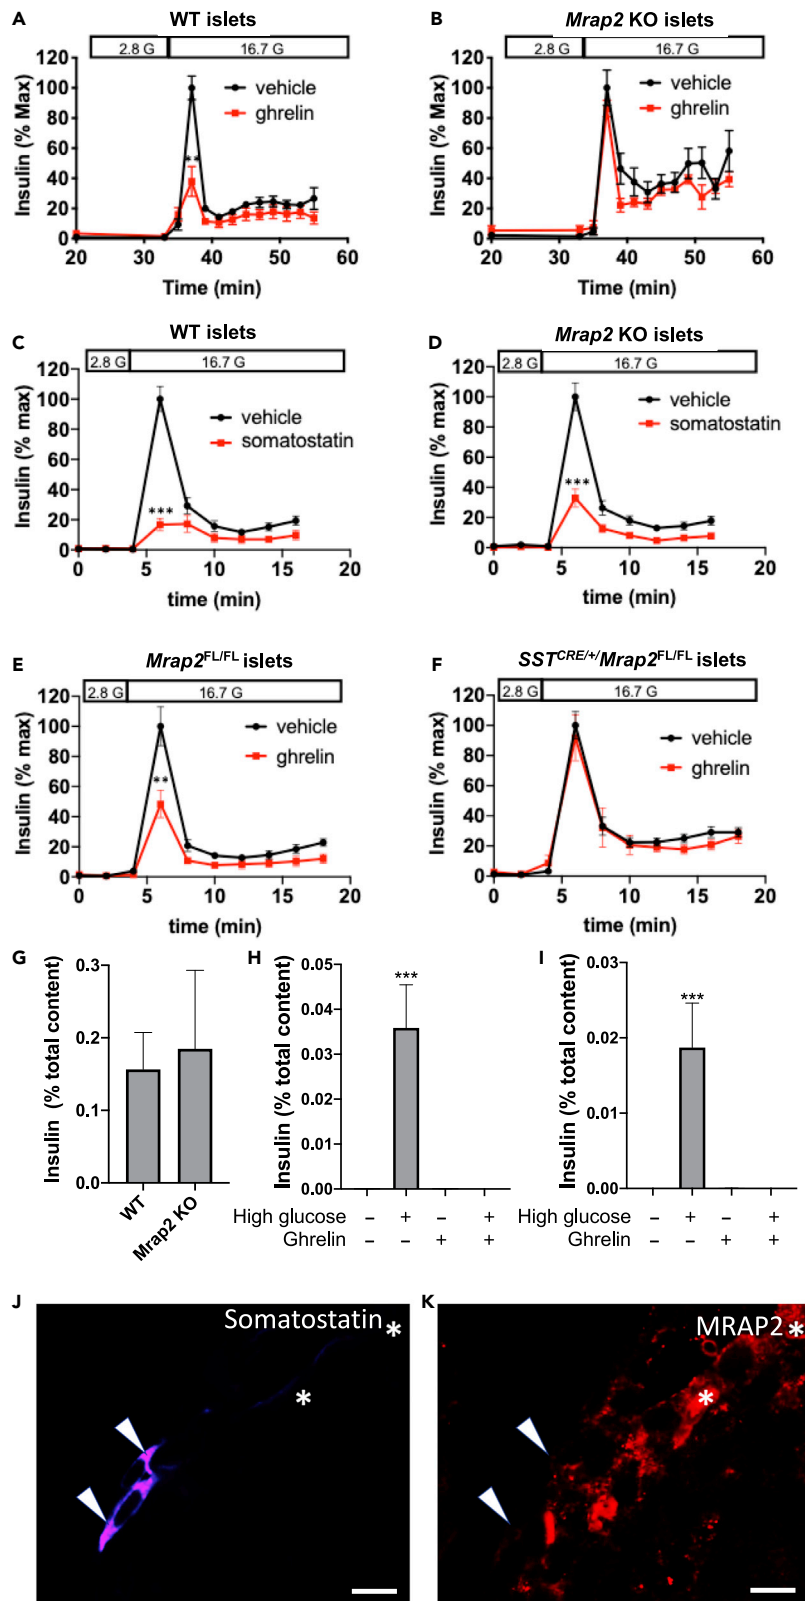 A
WT islets
2.8 G
16.7 G
Insulin (% Max)
120
100
80
60
40
20
0
vehicle
ghrelin
**
20
30
40
50
60
Time (min)
B
Mrap2 KO islets
2.8 G
16.7 G
Insulin (% Max)
120
100
80
60
40
20
0
vehicle
ghrelin
20
30
40
50
60
Time (min)
C
WT islets
2.8 G
16.7 G
Insulin (% max)
120
100
80
60
40
20
0
vehicle
somatostatin
***
0
5
10
15
20
time (min)
D
Mrap2 KO islets
2.8 G
16.7 G
Insulin (% max)
120
100
80
60
40
20
0
vehicle
somatostatin
***
0
5
10
15
20
time (min)
E
Mrap2FL/FL islets
2.8 G
16.7 G
Insulin (% max)
120
100
80
60
40
20
0
vehicle
ghrelin
**
0
5
10
15
20
time (min)
F
SSTCRE/+/Mrap2FL/FL islets
2.8 G
16.7 G
Insulin (% max)
120
100
80
60
40
20
0
vehicle
ghrelin
0
5
10
15
20
time (min)
G
Insulin (% total content)
0.3
0.2
0.1
0.0
WT
Mrap2 KO
H
Insulin (% total content)
0.05
0.04
0.03
0.02
0.01
0.00
***
High glucose – + – +
Ghrelin – – + +
I
Insulin (% total content)
0.03
0.02
0.01
0.00
***
High glucose – + – +
Ghrelin – – + +
J
Somatostatin *
*
K
MRAP2 *
*